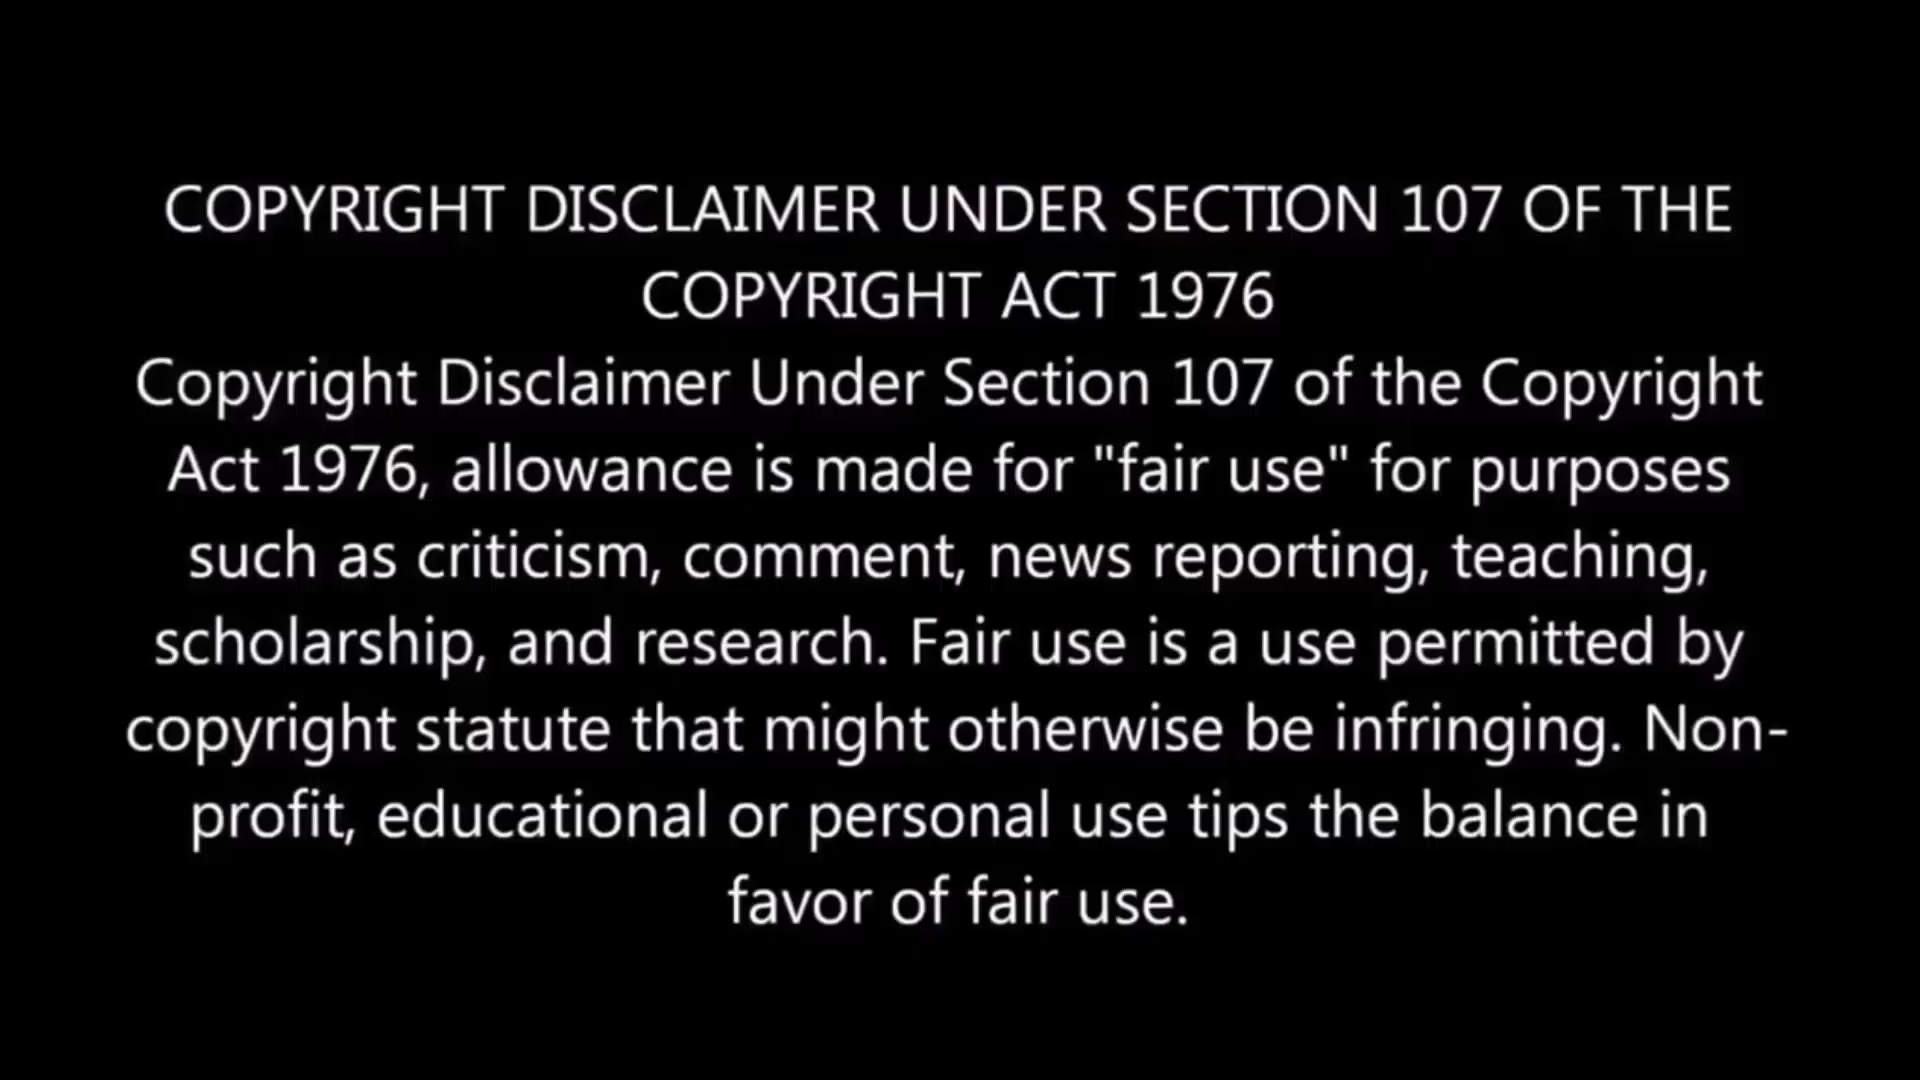 COPYRIGHT DISCLAIMER UNDER SECTION 107 OF THE
COPYRIGHT ACT 1976
Copyright Disclaimer Under Section 107 of the Copyright
Act 1976, allowance is made for "fair use" for purposes
such as criticism, comment, news reporting, teaching,
scholarship, and research. Fair use is a use permitted by
copyright statute that might otherwise be infringing. Non-
profit, educational or personal use tips the balance in
favor of fair use.